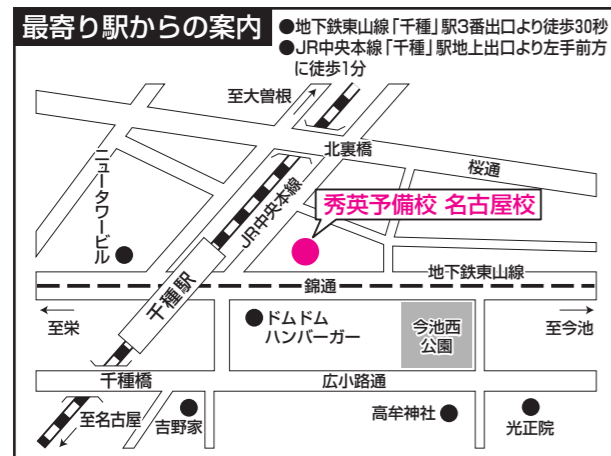 最寄り駅からの案内
●地下鉄東山線「千種」駅3番出口より徒歩30秒
●JR中央本線「千種」駅地上出口より左手前方
に徒歩1分
至大曽根
北裏橋
桜通
ニュータワービル
JR中央本線
秀英予備校 名古屋校
地下鉄東山線
千種駅
錦通
至栄
ドムドム
ハンバーガー
今池西
公園
至今池
千種橋
広小路通
至名古屋
吉野家
高牟神社
光正院